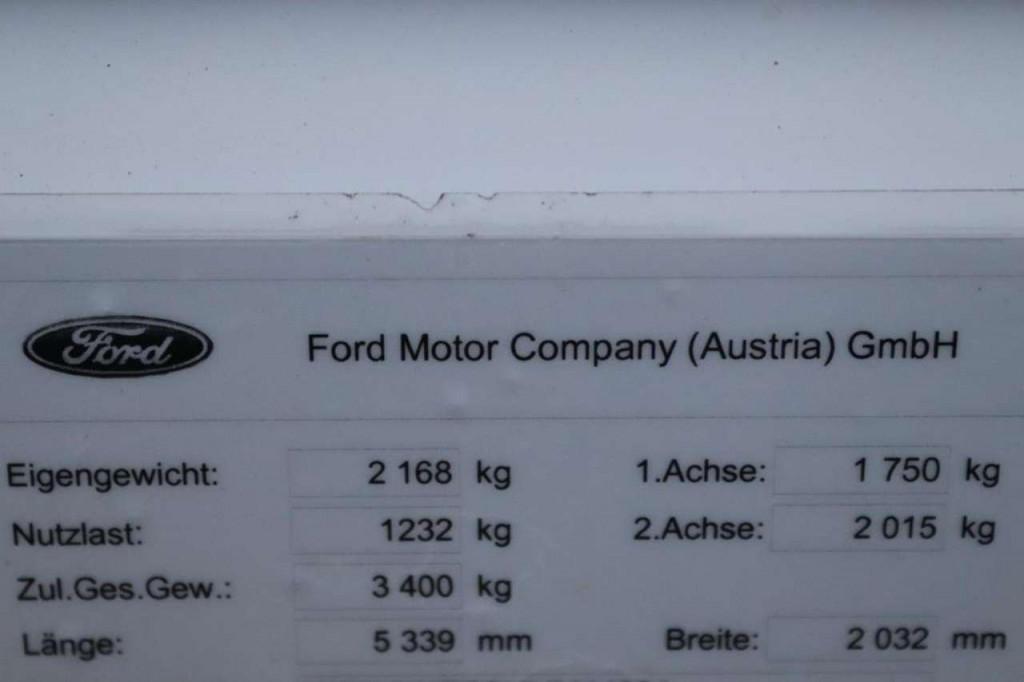 Ford Ford Motor Company (Austria) GmbH
Eigengewicht: 2 168 kg 1.Achse: 1 750 kg
Nutzlast: 1232 kg 2.Achse: 2 015 kg
Zul.Ges.Gew.: 3 400 kg
Länge: 5 339 mm Breite: 2 032 mm